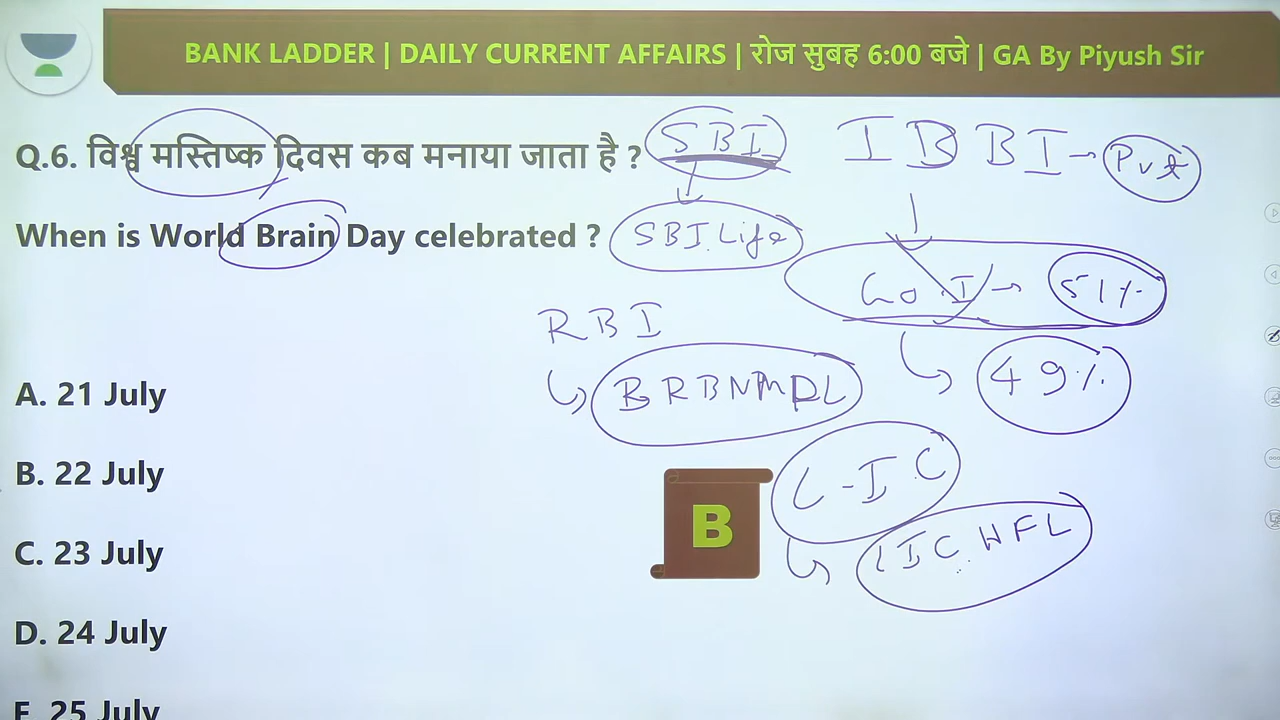 BANK LADDER | DAILY CURRENT AFFAIRS | रोज सुबह 6:00 बजे | GA By Piyush Sir
Q.6. विश्व मस्तिष्क दिवस कब मनाया जाता है ?
When is World Brain Day celebrated ?
SBI
IBBI → Pvt
SBI Life
GoI → 51%
RBI
BRBNMPL
49%
A. 21 July
B. 22 July
C. 23 July
D. 24 July
E. 25 July
B
LIC
LIC HFL